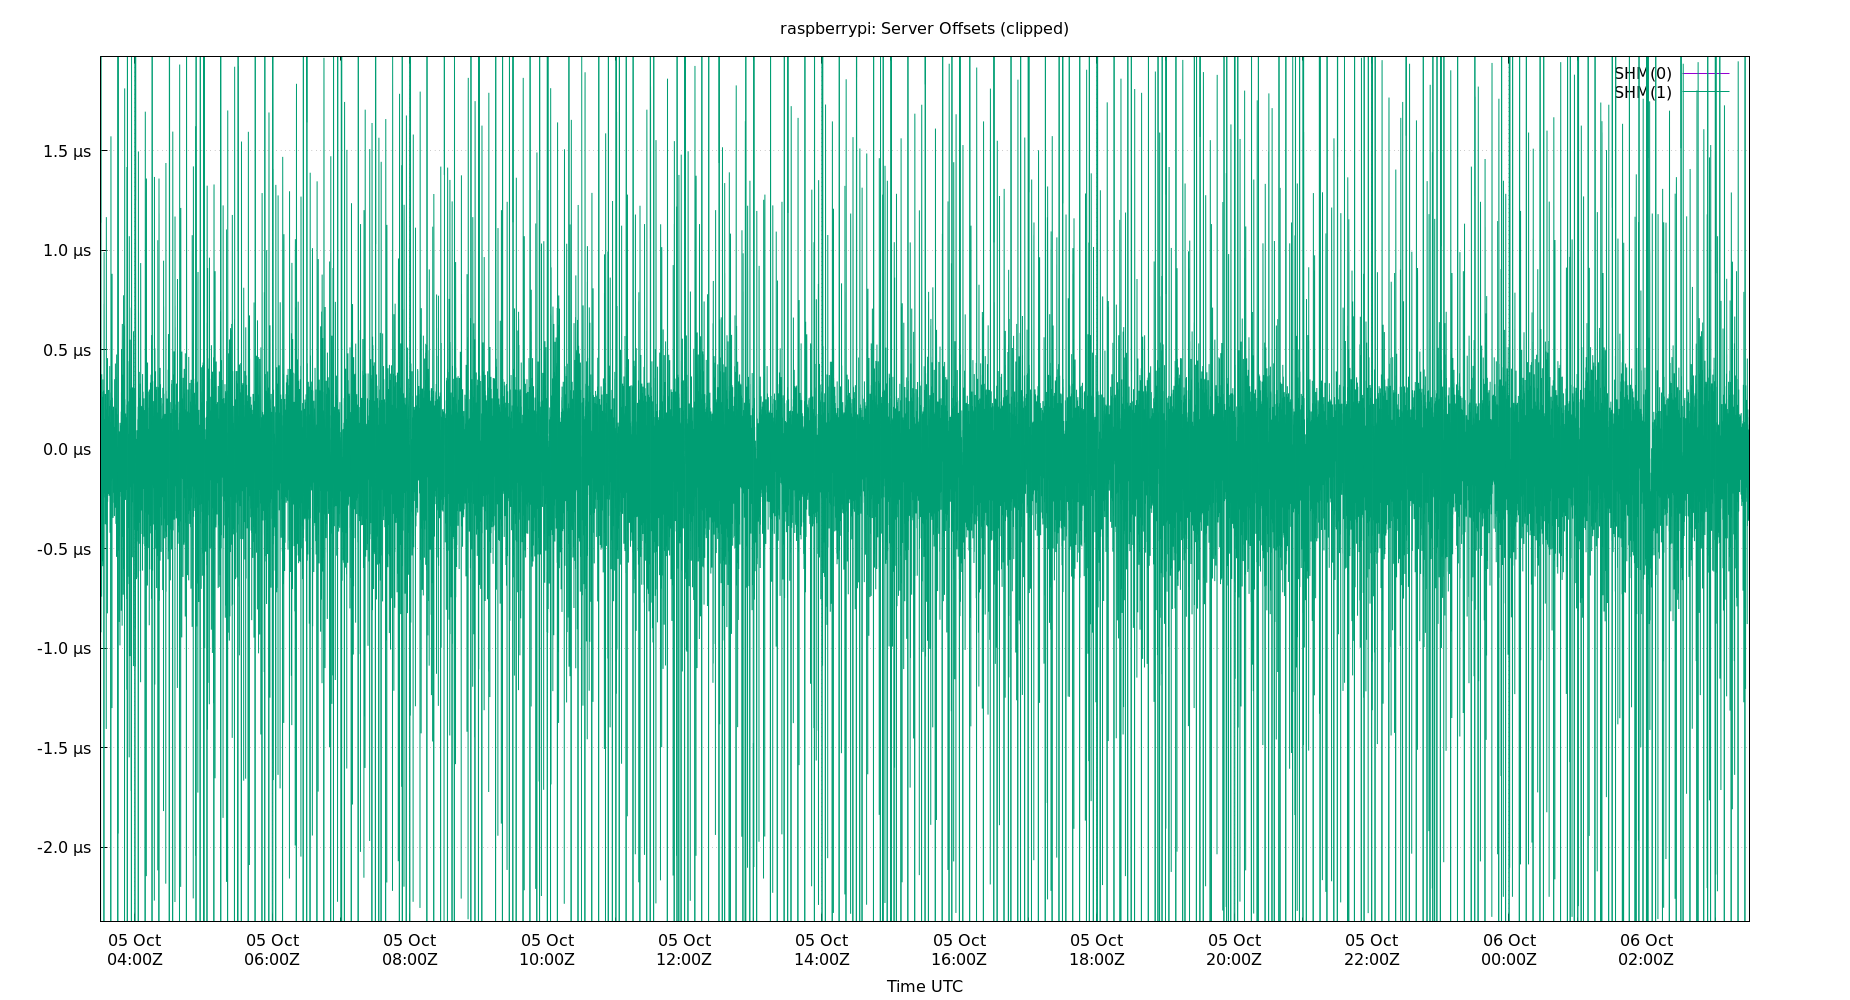 raspberrypi: Server Offsets (clipped)
SHM(0)
SHM(1)
1.5 µs
1.0 µs
0.5 µs
0.0 µs
-0.5 µs
-1.0 µs
-1.5 µs
-2.0 µs
05 Oct 05 Oct 05 Oct 05 Oct 05 Oct 05 Oct 05 Oct 05 Oct 05 Oct 05 Oct 06 Oct 06 Oct
04:00Z 06:00Z 08:00Z 10:00Z 12:00Z 14:00Z 16:00Z 18:00Z 20:00Z 22:00Z 00:00Z 02:00Z
Time UTC